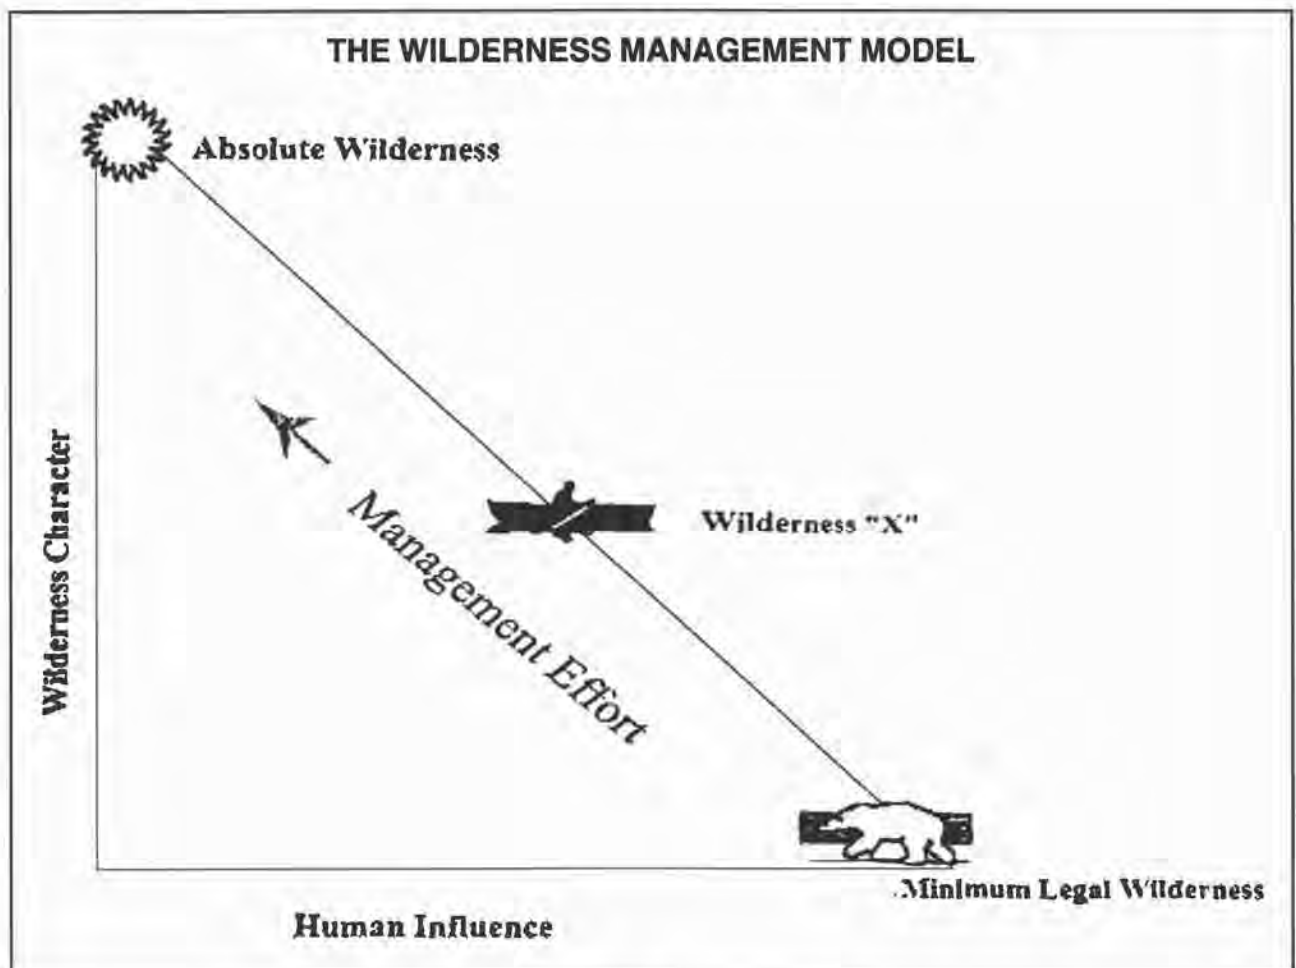 THE WILDERNESS MANAGEMENT MODEL
Absolute Wilderness
Wilderness Character
Management Effort
Wilderness "X"
Minimum Legal Wilderness
Human Influence